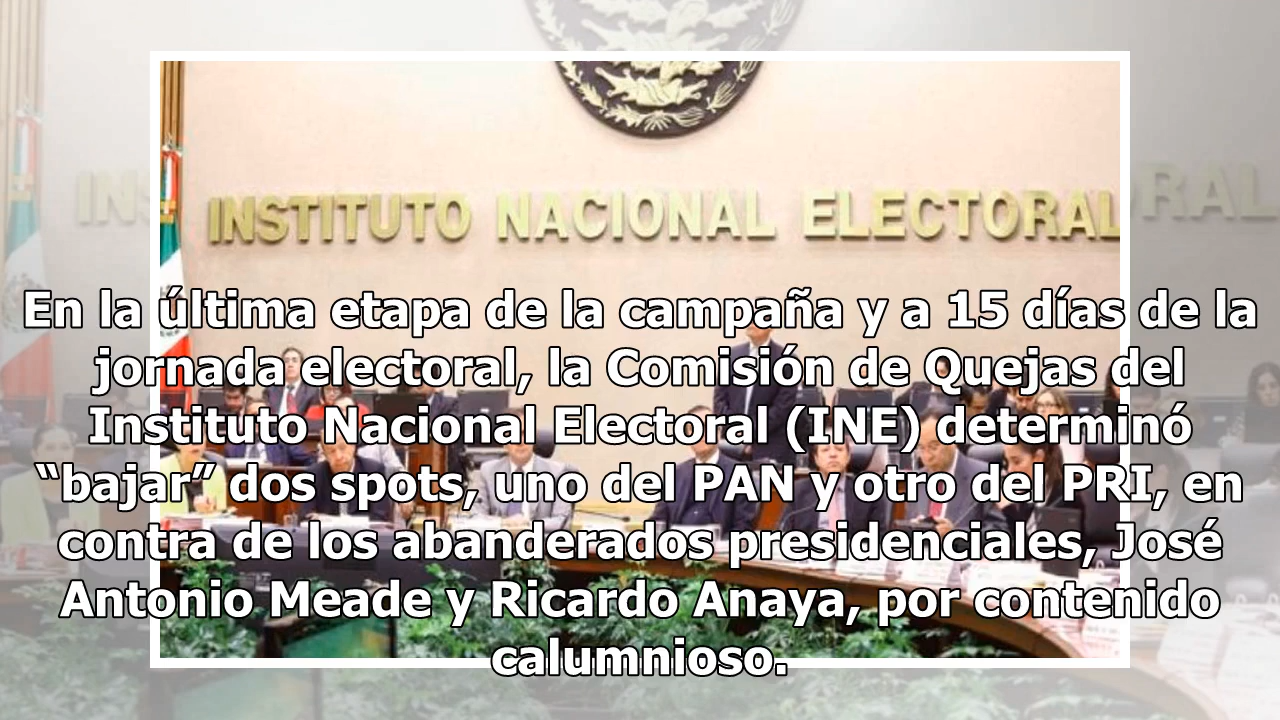 INSTITUTO NACIONAL ELECTORAL
En la última etapa de la campaña y a 15 días de la
jornada electoral, la Comisión de Quejas del
Instituto Nacional Electoral (INE) determinó
“bajar” dos spots, uno del PAN y otro del PRI, en
contra de los abanderados presidenciales, José
Antonio Meade y Ricardo Anaya, por contenido
calumnioso.